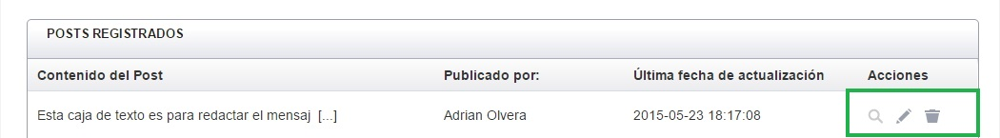 POSTS REGISTRADOS
Contenido del Post Publicado por: Última fecha de actualización Acciones
Esta caja de texto es para redactar el mensaj [...] Adrian Olvera 2015-05-23 18:17:08